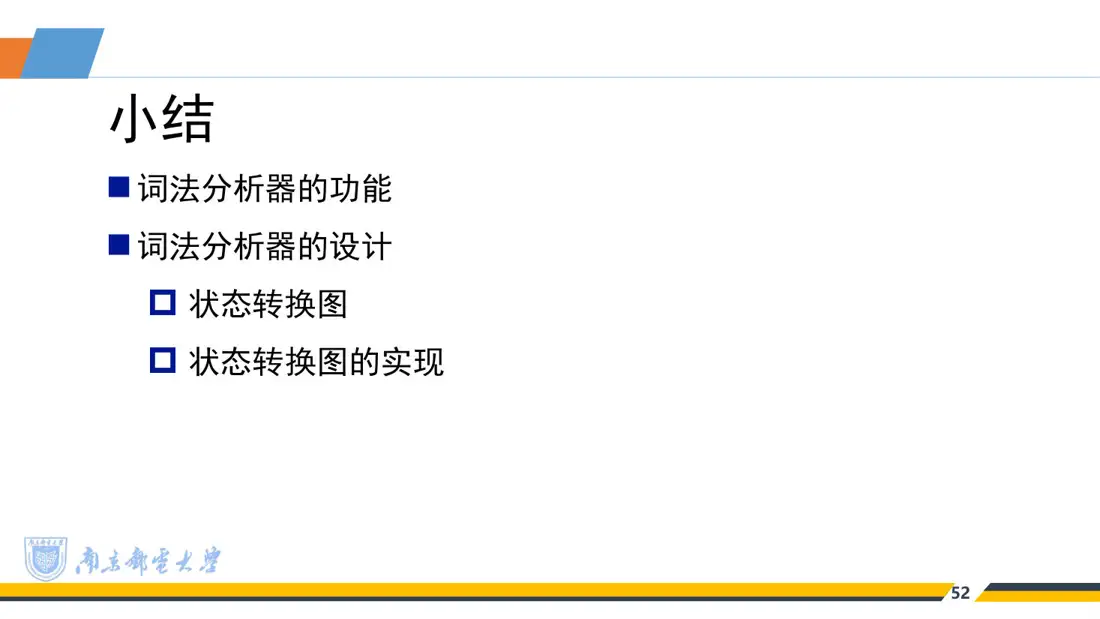 小结
词法分析器的功能
词法分析器的设计
状态转换图
状态转换图的实现
南京邮电大学
52